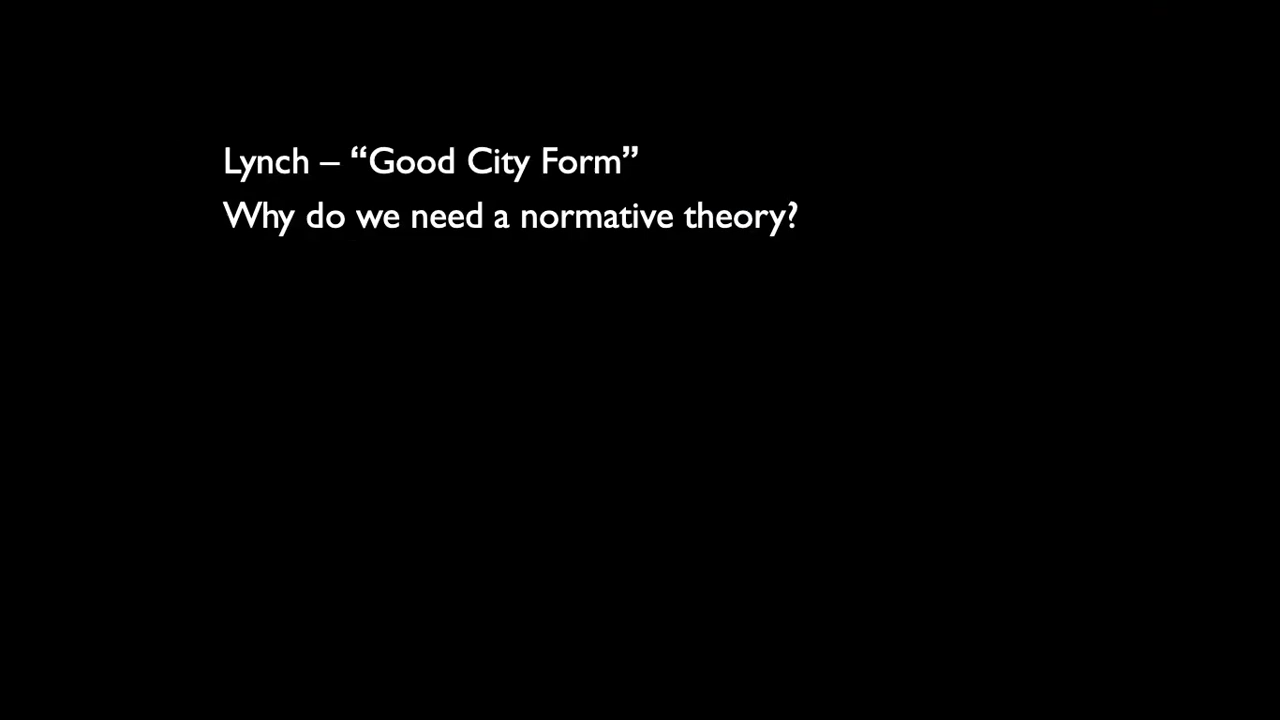 Lynch – “Good City Form”
Why do we need a normative theory?